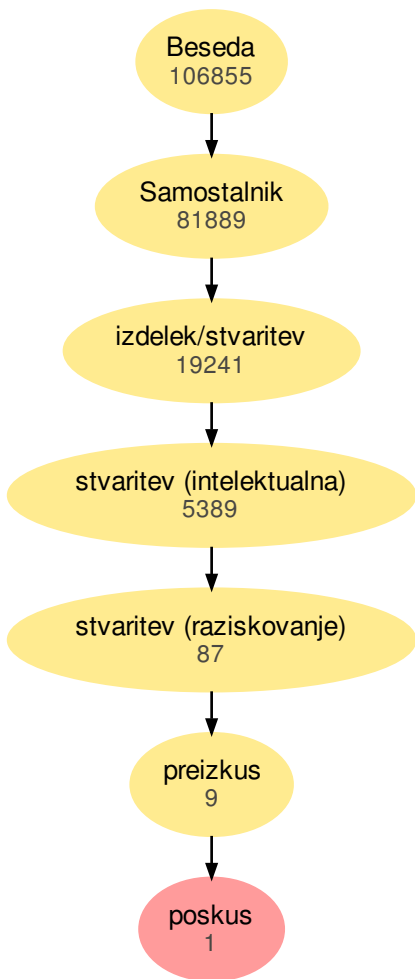 Beseda
106855
Samostalnik
81889
izdelek/stvaritev
19241
stvaritev (intelektualna)
5389
stvaritev (raziskovanje)
87
preizkus
9
poskus
1